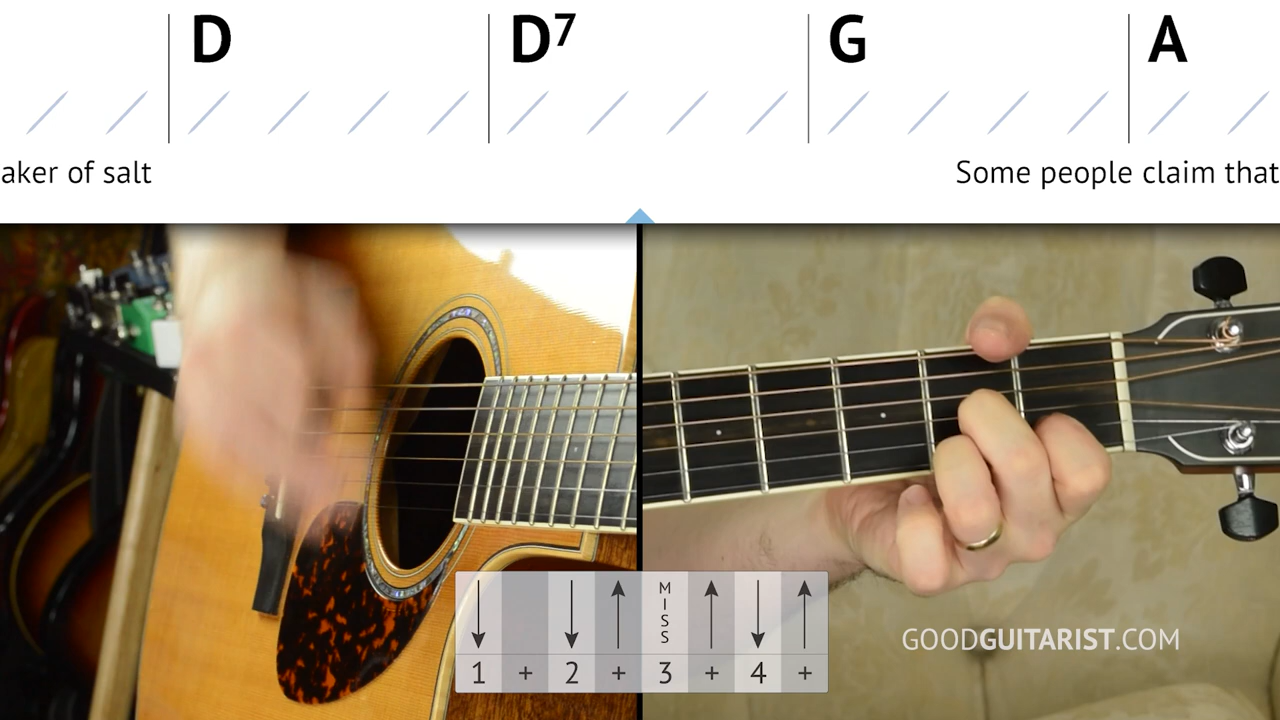 D D⁷ G A
aker of salt Some people claim that
MISS
1 + 2 + 3 + 4 +
GOODGUITARIST.COM